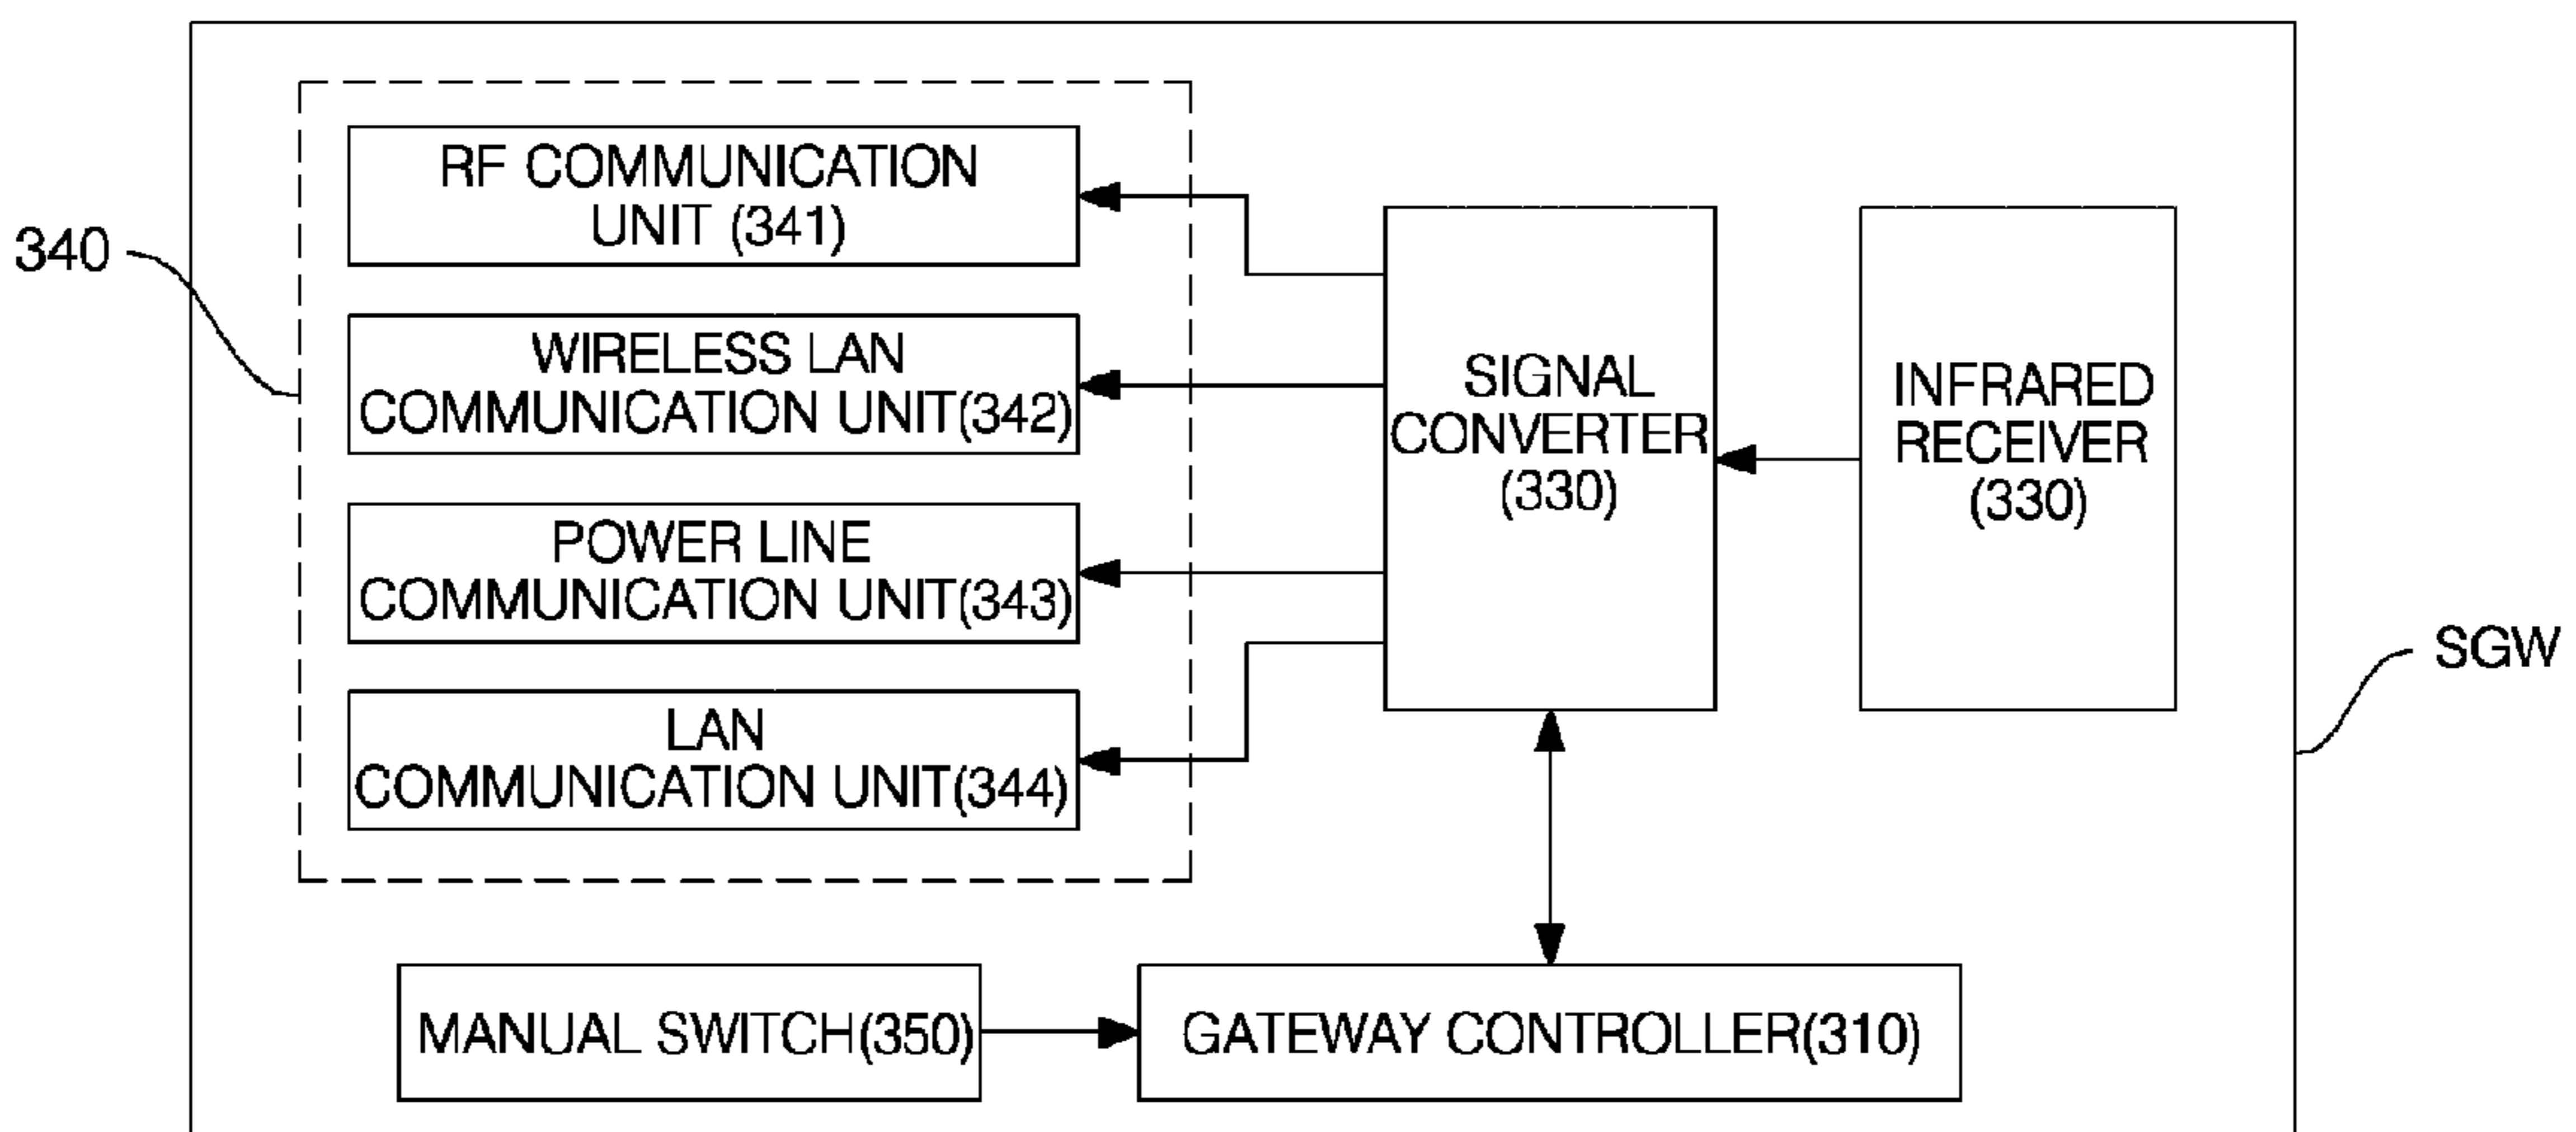 RF COMMUNICATION
UNIT (341)
340
WIRELESS LAN
COMMUNICATION UNIT(342)
SIGNAL
CONVERTER
(330)
INFRARED
RECEIVER
(330)
POWER LINE
COMMUNICATION UNIT(343)
SGW
LAN
COMMUNICATION UNIT(344)
MANUAL SWITCH(350)
GATEWAY CONTROLLER(310)